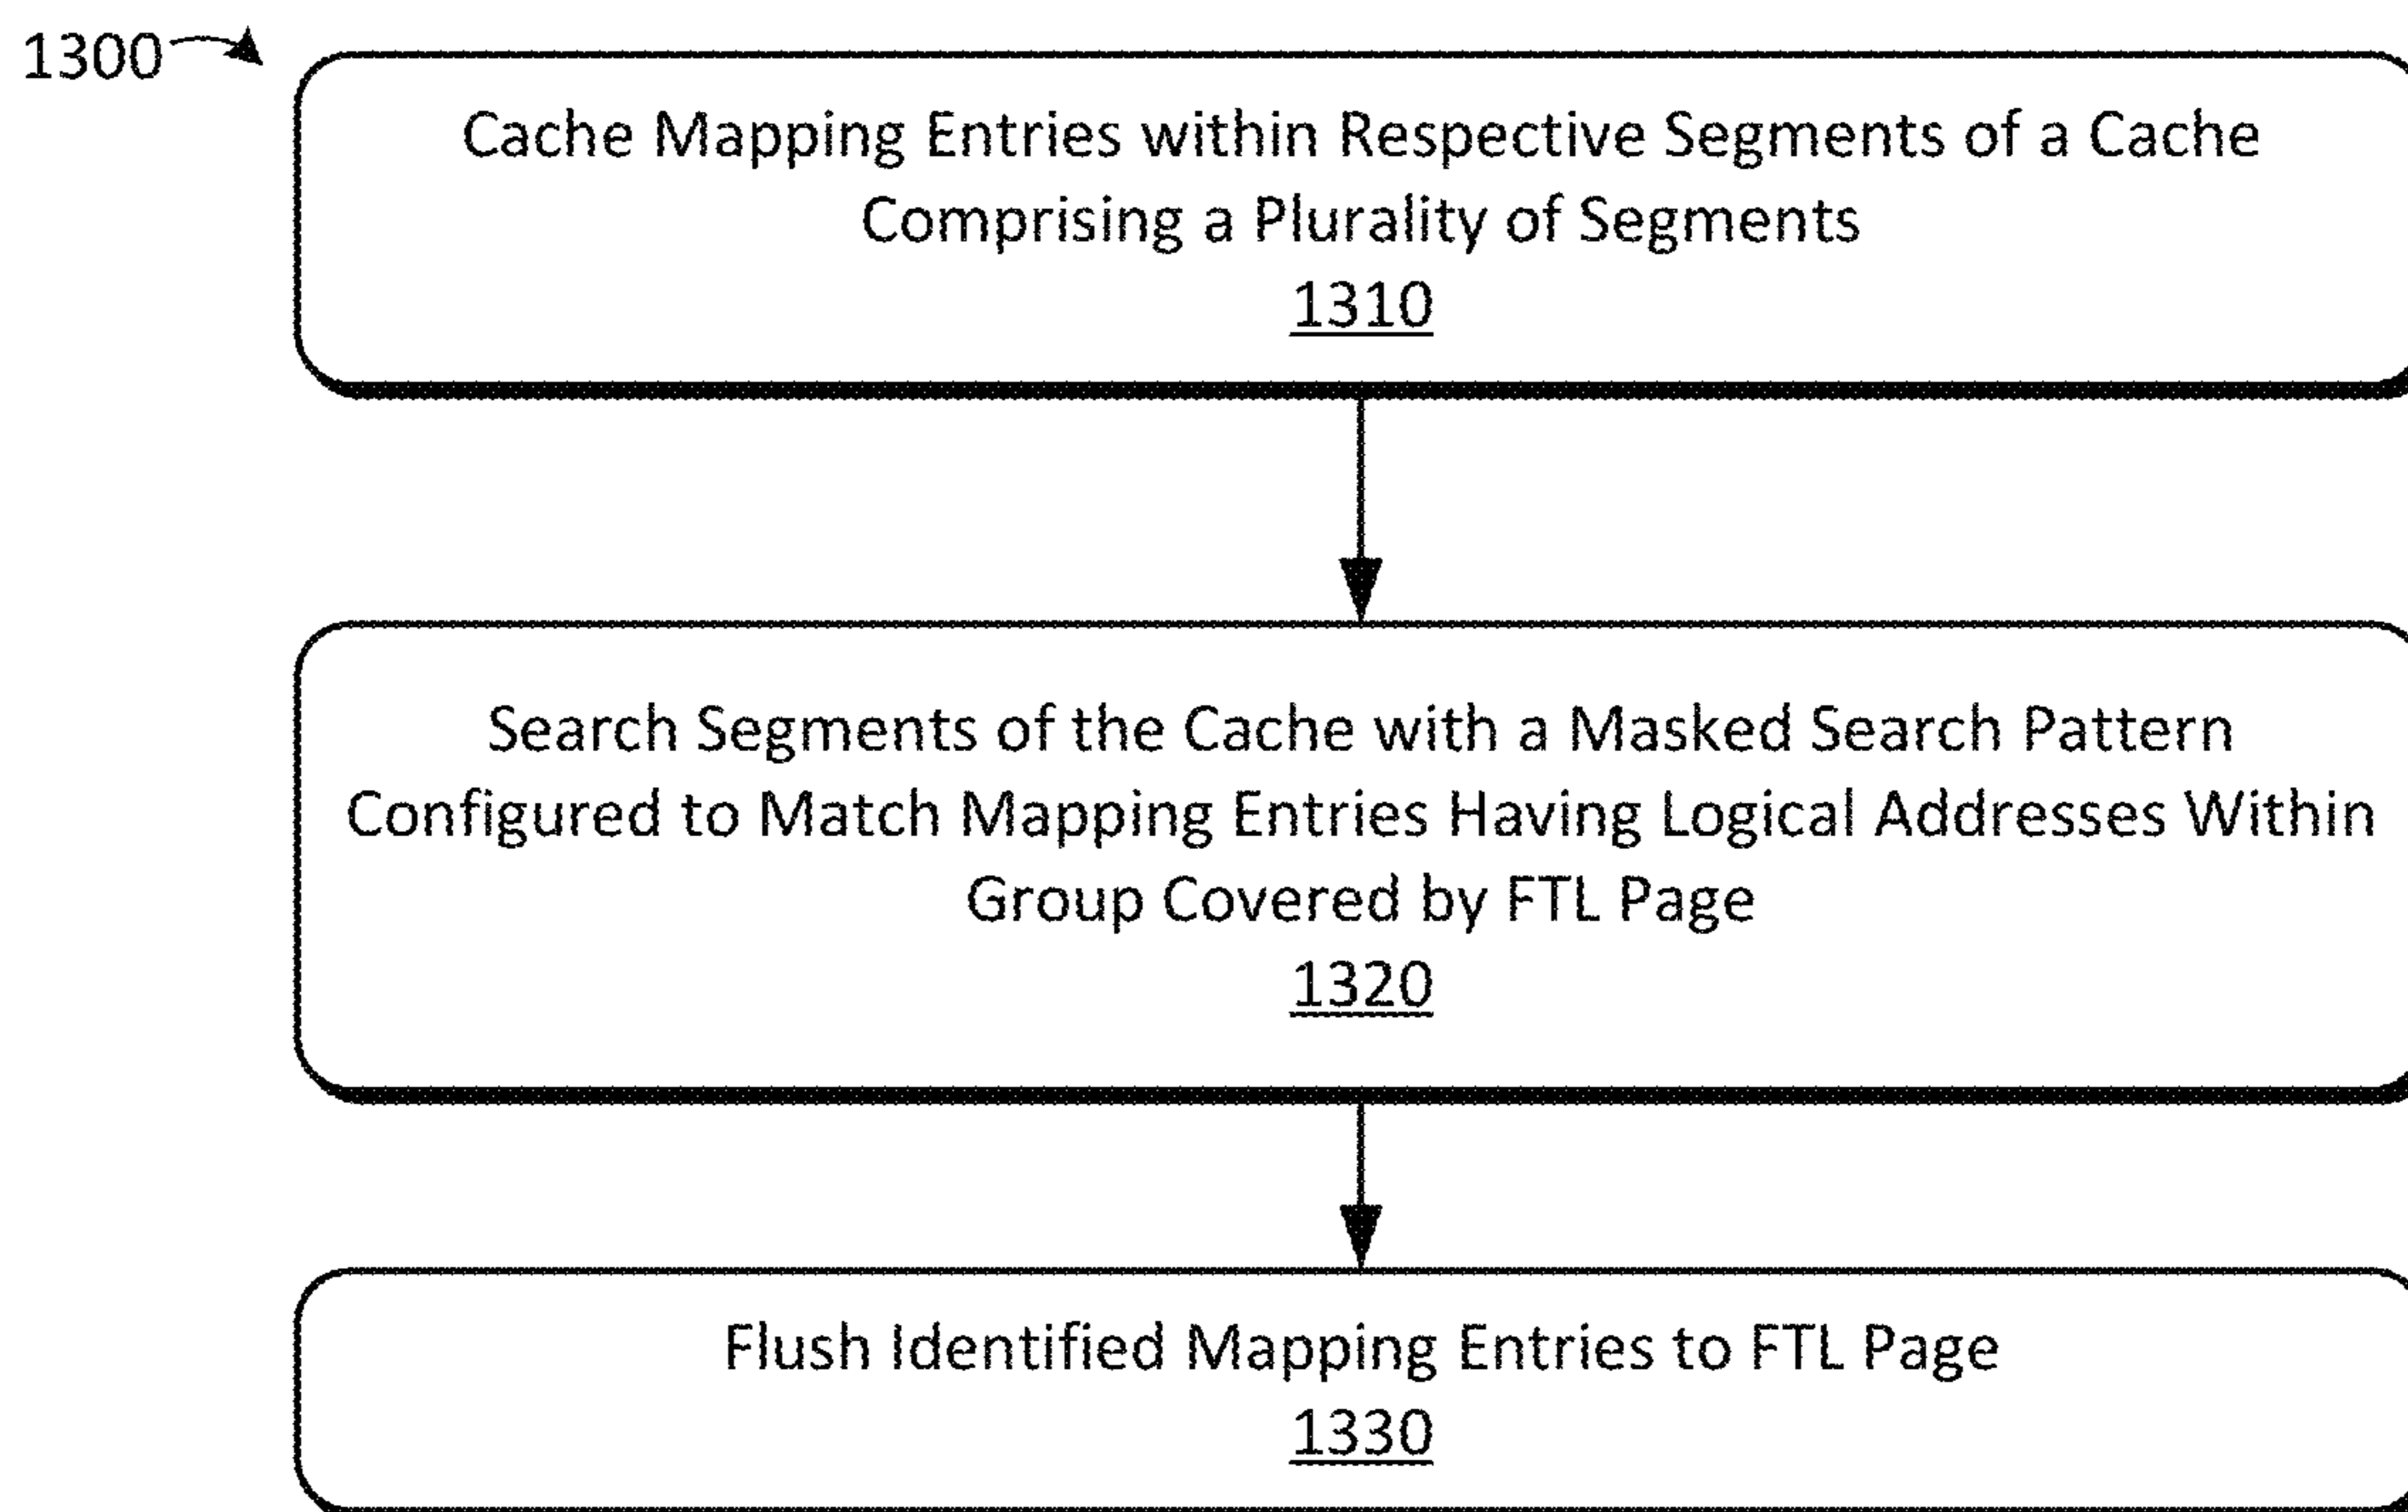 1300
Cache Mapping Entries within Respective Segments of a Cache
Comprising a Plurality of Segments
1310
Search Segments of the Cache with a Masked Search Pattern
Configured to Match Mapping Entries Having Logical Addresses Within
Group Covered by FTL Page
1320
Flush Identified Mapping Entries to FTL Page
1330